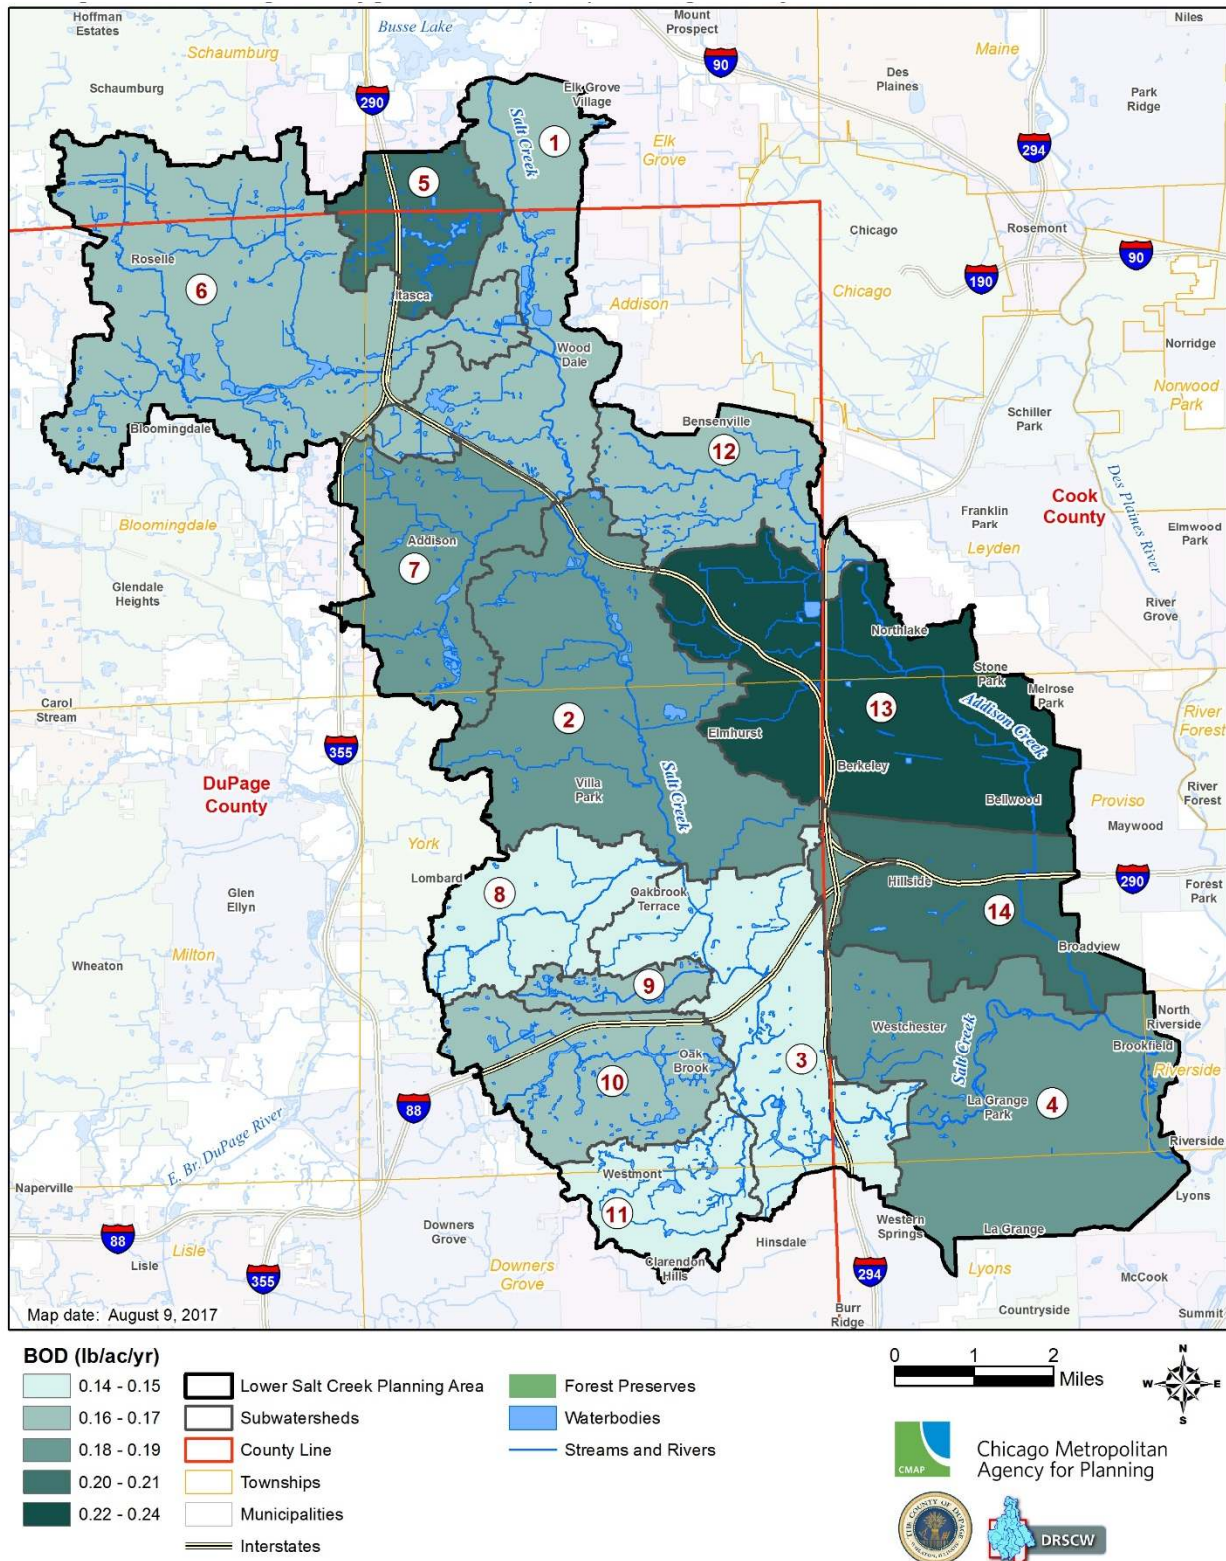 Hoffman
Estates
Busse Lake
Mount
Prospect
Niles
Schaumburg
Maine
Schaumburg
90
Des
Plaines
Elk Grove
Village
290
Park
Ridge
Salt Creek
1
Elk
Grove
294
5
Chicago
Rosemont
90
Roselle
190
6
Itasca
Addison
Chicago
Wood
Dale
Norridge
Norwood
Park
Schiller
Park
Bloomingdale
Bensenville
12
Des Plaines River
Cook
County
Bloomingdale
Franklin
Park
Elmwood
Park
Addison
Leyden
7
Glendale
Heights
River
Grove
Northlake
Stone
Park
Melrose
Park
Carol
Stream
13
Addison Creek
River
Forest
2
Elmhurst
355
Berkeley
DuPage
County
Villa
Park
Salt Creek
Bellwood
River
Forest
Proviso
Maywood
York
Lombard
8
Oakbrook
Terrace
Hillside
290
Forest
Park
Glen
Ellyn
14
Milton
Broadview
Wheaton
9
North
Riverside
Westchester
Salt Creek
Brookfield
Oak
Brook
3
Riverside
10
La Grange
Park
4
88
E. Br. DuPage River
Riverside
Westmont
Naperville
Lyons
11
Western
Springs
La Grange
88
Downers
Grove
Hinsdale
Lisle
Lisle
Clarendon
Hills
Downers
Grove
294
Lyons
McCook
355
Burr
Ridge
Countryside
Summit
Map date: August 9, 2017
BOD (lb/ac/yr)
0.14 - 0.15
0.16 - 0.17
0.18 - 0.19
0.20 - 0.21
0.22 - 0.24
Lower Salt Creek Planning Area
Subwatersheds
County Line
Townships
Municipalities
Interstates
Forest Preserves
Waterbodies
Streams and Rivers
0 1 2
Miles
N
W E
S
CMAP
Chicago Metropolitan
Agency for Planning
THE COUNTY OF DUPAGE
DRSCW